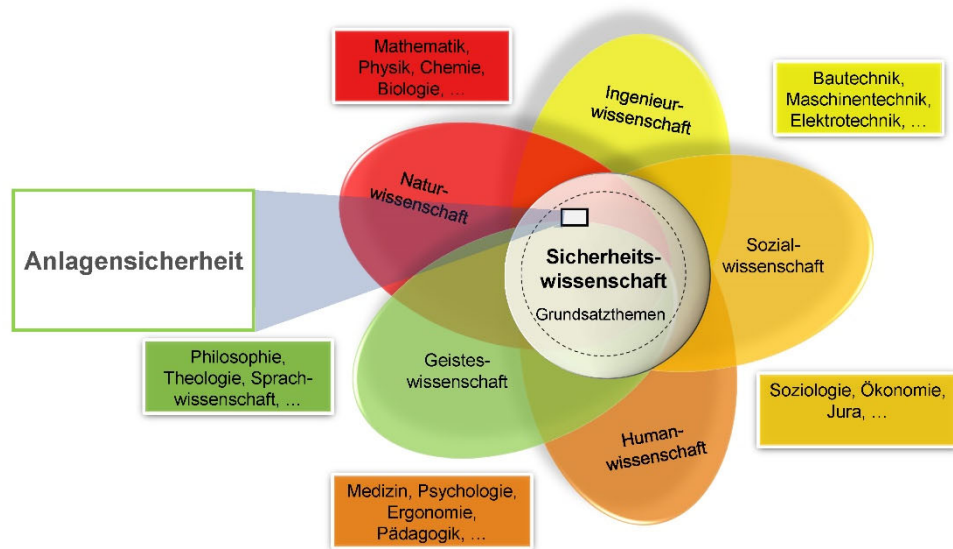 Mathematik,
Physik, Chemie,
Biologie, …
Ingenieur-
wissenschaft
Bautechnik,
Maschinentechnik,
Elektrotechnik, …
Natur-
wissenschaft
Anlagensicherheit
Sicherheits-
wissenschaft
Grundsatzthemen
Sozial-
wissenschaft
Philosophie,
Theologie, Sprach-
wissenschaft, …
Geistes-
wissenschaft
Soziologie, Ökonomie,
Jura, …
Human-
wissenschaft
Medizin, Psychologie,
Ergonomie,
Pädagogik, …